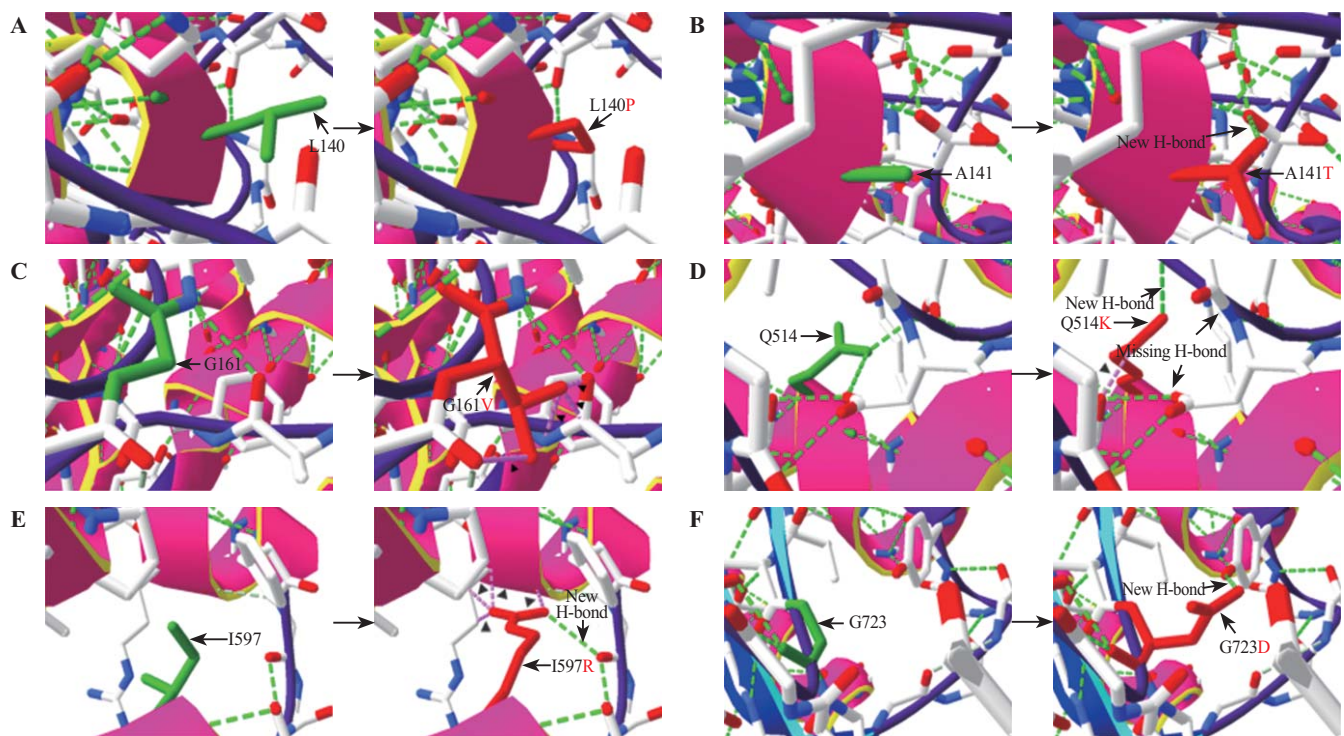 A
L140
L140P
B
A141
New H-bond
A141T
C
G161
G161V
D
Q514
New H-bond
Q514K
Missing H-bond
E
I597
New
H-bond
I597R
F
G723
New H-bond
G723D